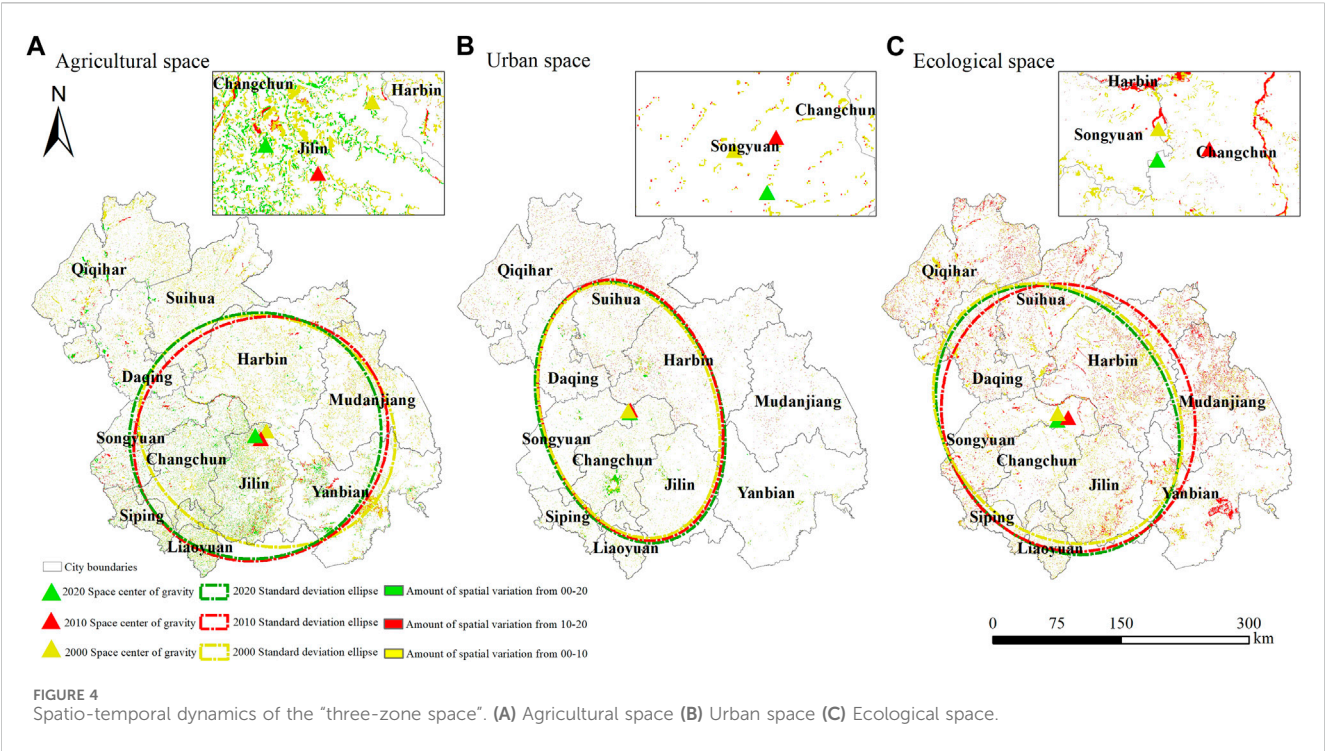 A
Agricultural space
B
Urban space
C
Ecological space
N
Changchun
Harbin
Jilin
Changchun
Songyuan
Harbin
Songyuan
Changchun
Qiqihar
Suihua
Harbin
Daqing
Mudanjiang
Songyuan
Changchun
Jilin
Yanbian
Siping
Liaoyuan
Qiqihar
Suihua
Harbin
Daqing
Mudanjiang
Songyuan
Changchun
Jilin
Yanbian
Siping
Liaoyuan
Qiqihar
Suihua
Harbin
Daqing
Mudanjiang
Songyuan
Changchun
Jilin
Yanbian
Siping
Liaoyuan
City boundaries
2020 Space center of gravity 2020 Standard deviation ellipse Amount of spatial variation from 00-20
2010 Space center of gravity 2010 Standard deviation ellipse Amount of spatial variation from 10-20
2000 Space center of gravity 2000 Standard deviation ellipse Amount of spatial variation from 00-10
0 75 150 300
km
FIGURE 4
Spatio-temporal dynamics of the "three-zone space". (A) Agricultural space (B) Urban space (C) Ecological space.